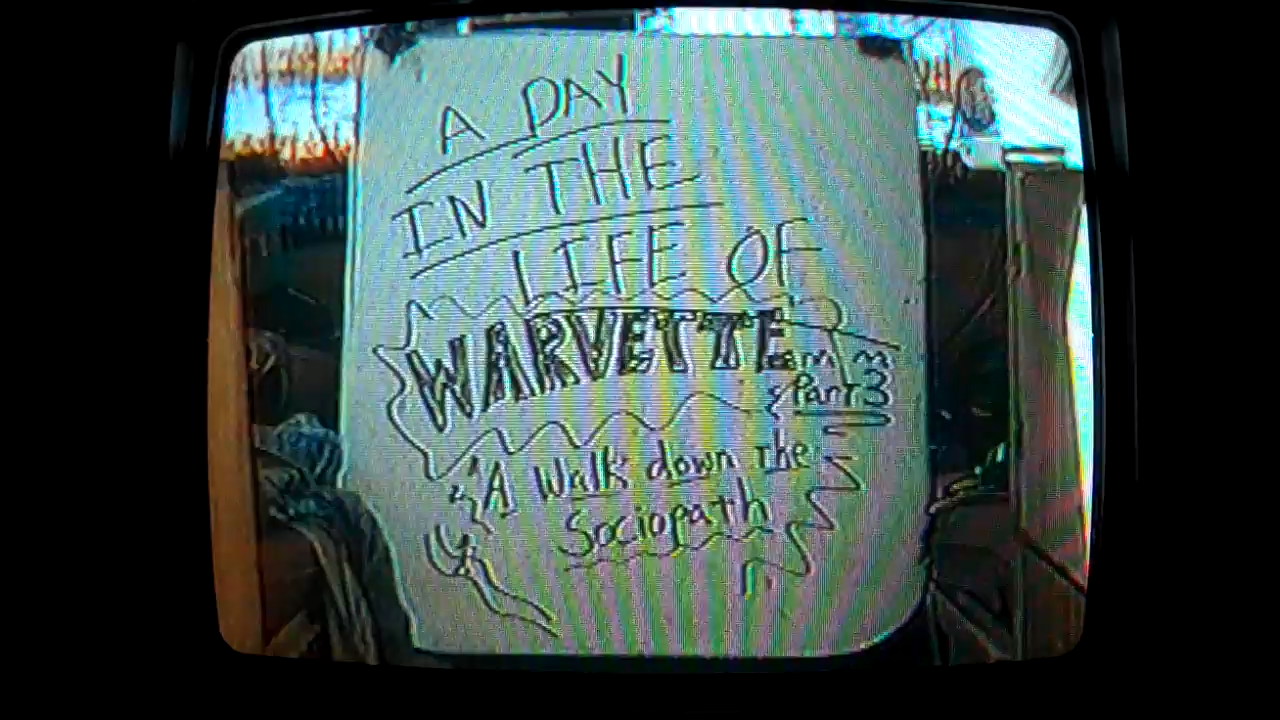 A DAY
IN THE
LIFE OF
WARVETTE
Part 3
"A Walk down the
Sociopath